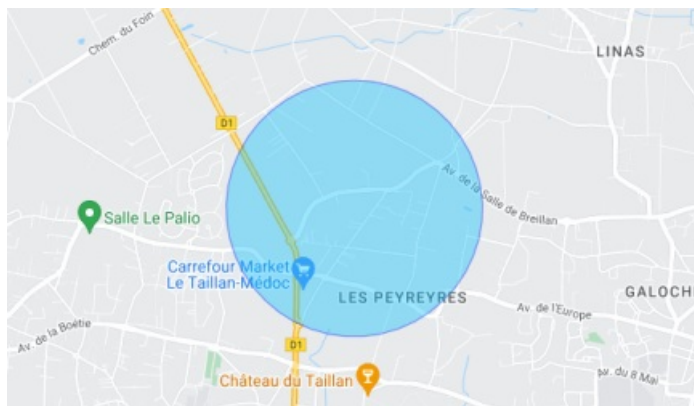 Chem. du Foin
LINAS
D1
Av. de la Salle de Breillan
Salle Le Palio
Carrefour Market
Le Taillan-Médoc
LES PEYREYRES
GALOCH
Av. de l'Europe
Av. de la Boëtie
D1
Av. du 8 Mai
Château du Taillan